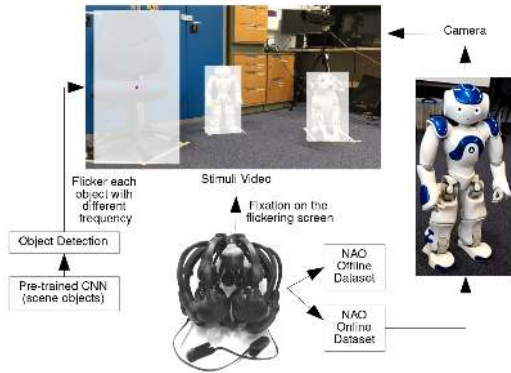 Camera
Stimuli Video
Flicker each
object with
different
frequency
Fixation on the
flickering screen
Object Detection
Pre-trained CNN
(scene objects)
NAO
Offline
Dataset
NAO
Online
Dataset